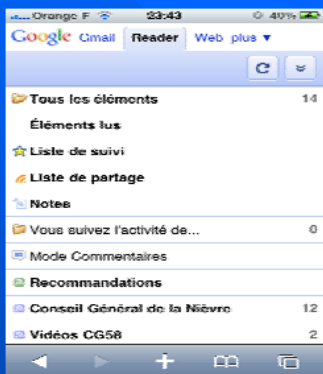 Orange F 23:43 40%
Google Gmail Reader Web plus ▼
Tous les éléments 14
Éléments lus
Liste de suivi
Liste de partage
Notes
Vous suivez l'activité de... 0
Mode Commentaires
Recommandations
Conseil Général de la Nièvre 12
Vidéos CG58 2